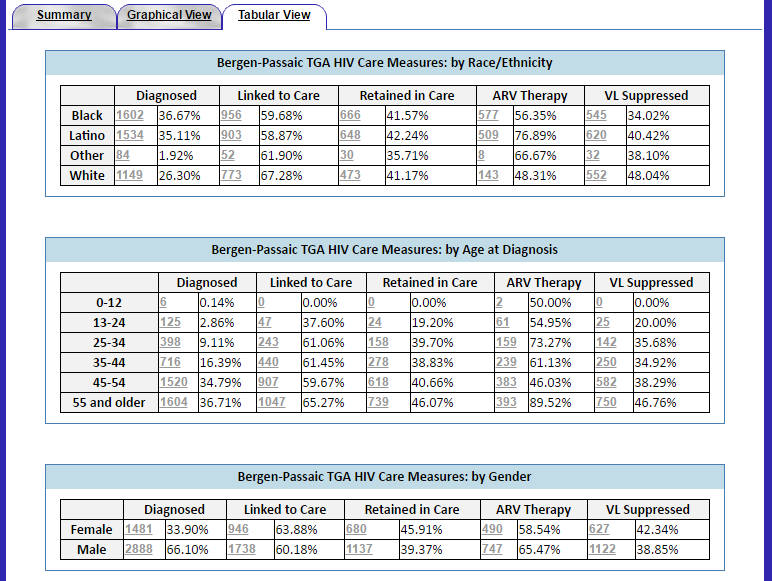 Summary Graphical View Tabular View
Bergen-Passaic TGA HIV Care Measures: by Race/Ethnicity
Diagnosed Linked to Care Retained in Care ARV Therapy VL Suppressed
Black 1602 36.67% 956 59.68% 666 41.57% 577 56.35% 545 34.02%
Latino 1534 35.11% 903 58.87% 648 42.24% 509 76.89% 620 40.42%
Other 84 1.92% 52 61.90% 30 35.71% 8 66.67% 32 38.10%
White 1149 26.30% 773 67.28% 473 41.17% 143 48.31% 552 48.04%
Bergen-Passaic TGA HIV Care Measures: by Age at Diagnosis
Diagnosed Linked to Care Retained in Care ARV Therapy VL Suppressed
0-12 6 0.14% 0 0.00% 0 0.00% 2 50.00% 0 0.00%
13-24 125 2.86% 47 37.60% 24 19.20% 61 54.95% 25 20.00%
25-34 398 9.11% 243 61.06% 158 39.70% 159 73.27% 142 35.68%
35-44 716 16.39% 440 61.45% 278 38.83% 239 61.13% 250 34.92%
45-54 1520 34.79% 907 59.67% 618 40.66% 383 46.03% 582 38.29%
55 and older 1604 36.71% 1047 65.27% 739 46.07% 393 89.52% 750 46.76%
Bergen-Passaic TGA HIV Care Measures: by Gender
Diagnosed Linked to Care Retained in Care ARV Therapy VL Suppressed
Female 1481 33.90% 946 63.88% 680 45.91% 490 58.54% 627 42.34%
Male 2888 66.10% 1738 60.18% 1137 39.37% 747 65.47% 1122 38.85%